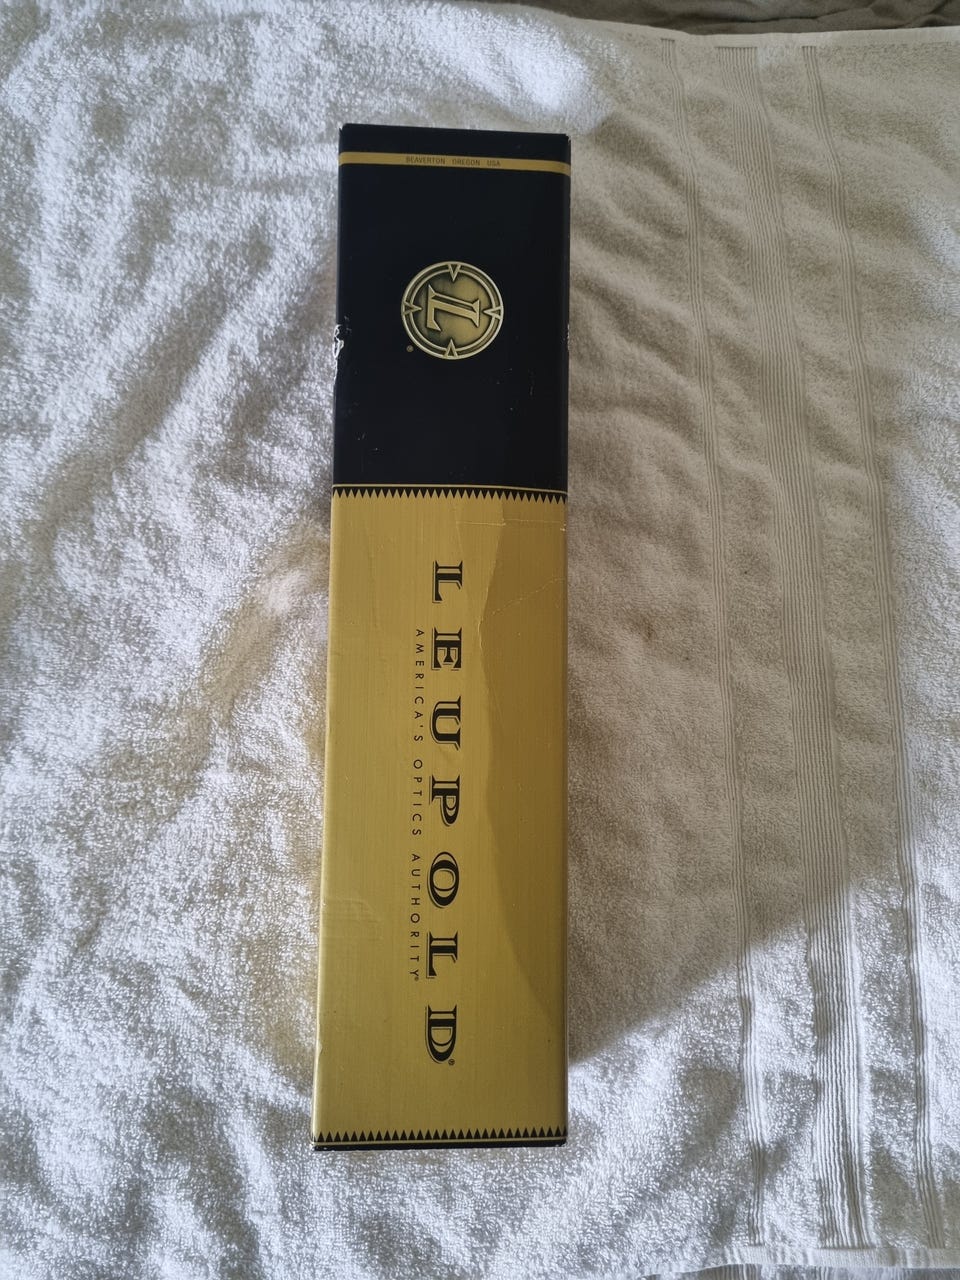 BEAVERTON OREGON USA
L
®
LEUPOLD®
AMERICA'S OPTICS AUTHORITY®